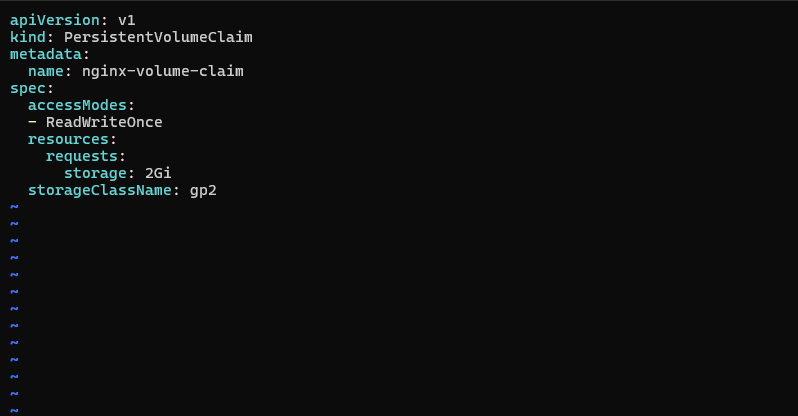 apiVersion: v1
kind: PersistentVolumeClaim
metadata:
  name: nginx-volume-claim
spec:
  accessModes:
  - ReadWriteOnce
  resources:
    requests:
      storage: 2Gi
  storageClassName: gp2
~
~
~
~
~
~
~
~
~
~
~
~
~